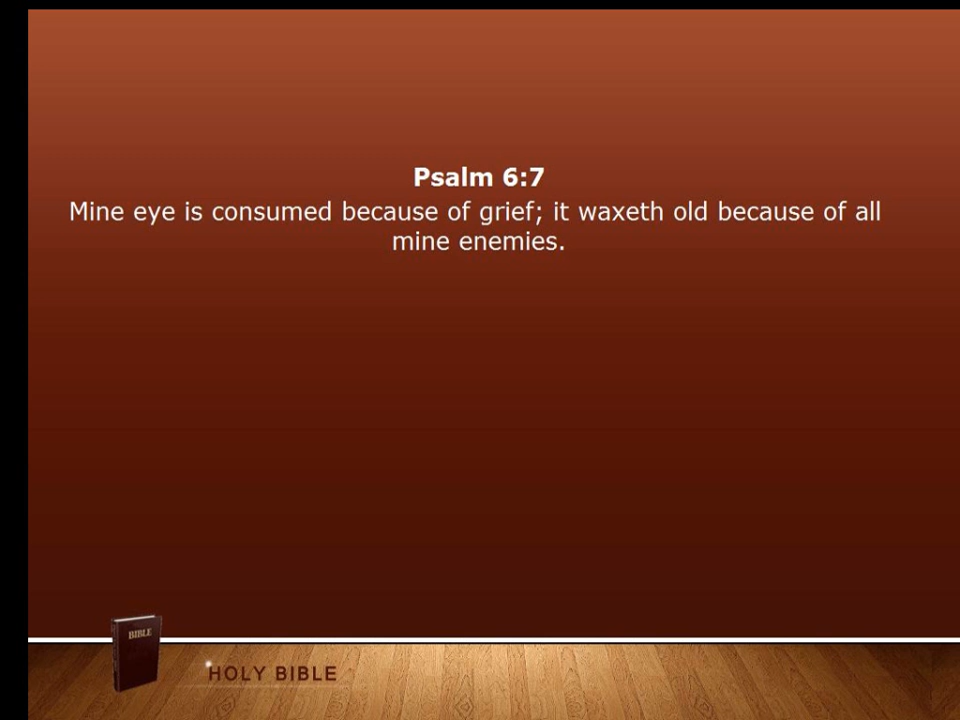 Psalm 6:7
Mine eye is consumed because of grief; it waxeth old because of all
mine enemies.
BIBLE
HOLY BIBLE